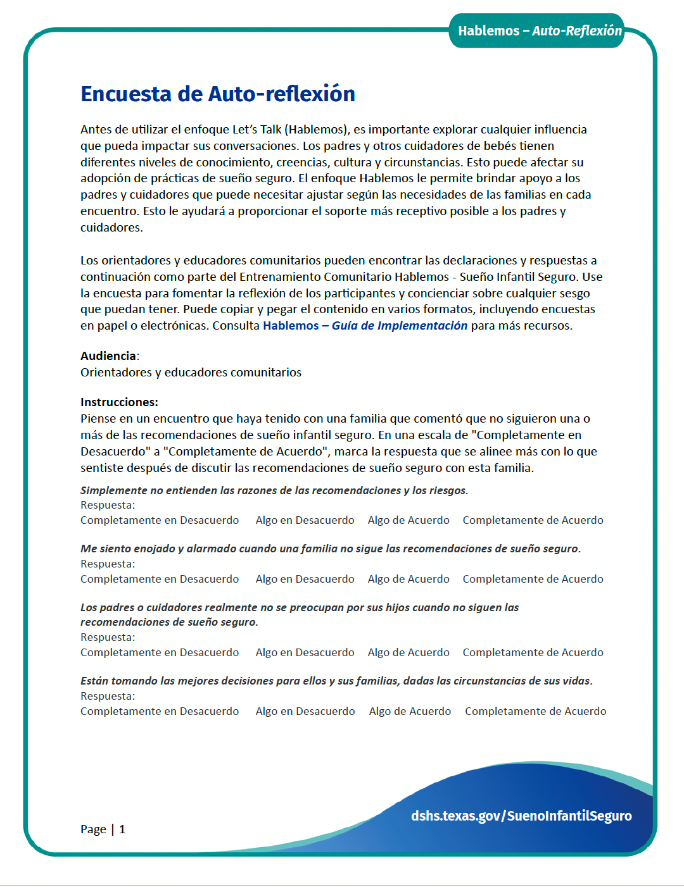 Hablemos – Auto-Reflexión
Encuesta de Auto-reflexión
Antes de utilizar el enfoque Let's Talk (Hablemos), es importante explorar cualquier influencia
que pueda impactar sus conversaciones. Los padres y otros cuidadores de bebés tienen
diferentes niveles de conocimiento, creencias, cultura y circunstancias. Esto puede afectar su
adopción de prácticas de sueño seguro. El enfoque Hablemos le permite brindar apoyo a los
padres y cuidadores que puede necesitar ajustar según las necesidades de las familias en cada
encuentro. Esto le ayudará a proporcionar el soporte más receptivo posible a los padres y
cuidadores.
Los orientadores y educadores comunitarios pueden encontrar las declaraciones y respuestas a
continuación como parte del Entrenamiento Comunitario Hablemos - Sueño Infantil Seguro. Use
la encuesta para fomentar la reflexión de los participantes y concienciar sobre cualquier sesgo
que puedan tener. Puede copiar y pegar el contenido en varios formatos, incluyendo encuestas
en papel o electrónicas. Consulta Hablemos – Guía de Implementación para más recursos.
Audiencia:
Orientadores y educadores comunitarios
Instrucciones:
Piense en un encuentro que haya tenido con una familia que comentó que no siguieron una o
más de las recomendaciones de sueño infantil seguro. En una escala de "Completamente en
Desacuerdo" a "Completamente de Acuerdo", marca la respuesta que se alinee más con lo que
sentiste después de discutir las recomendaciones de sueño seguro con esta familia.
Simplemente no entienden las razones de las recomendaciones y los riesgos.
Respuesta:
Completamente en Desacuerdo Algo en Desacuerdo Algo de Acuerdo Completamente de Acuerdo
Me siento enojado y alarmado cuando una familia no sigue las recomendaciones de sueño seguro.
Respuesta:
Completamente en Desacuerdo Algo en Desacuerdo Algo de Acuerdo Completamente de Acuerdo
Los padres o cuidadores realmente no se preocupan por sus hijos cuando no siguen las
recomendaciones de sueño seguro.
Respuesta:
Completamente en Desacuerdo Algo en Desacuerdo Algo de Acuerdo Completamente de Acuerdo
Están tomando las mejores decisiones para ellos y sus familias, dadas las circunstancias de sus vidas.
Respuesta:
Completamente en Desacuerdo Algo en Desacuerdo Algo de Acuerdo Completamente de Acuerdo
dshs.texas.gov/SuenoInfantilSeguro
Page | 1